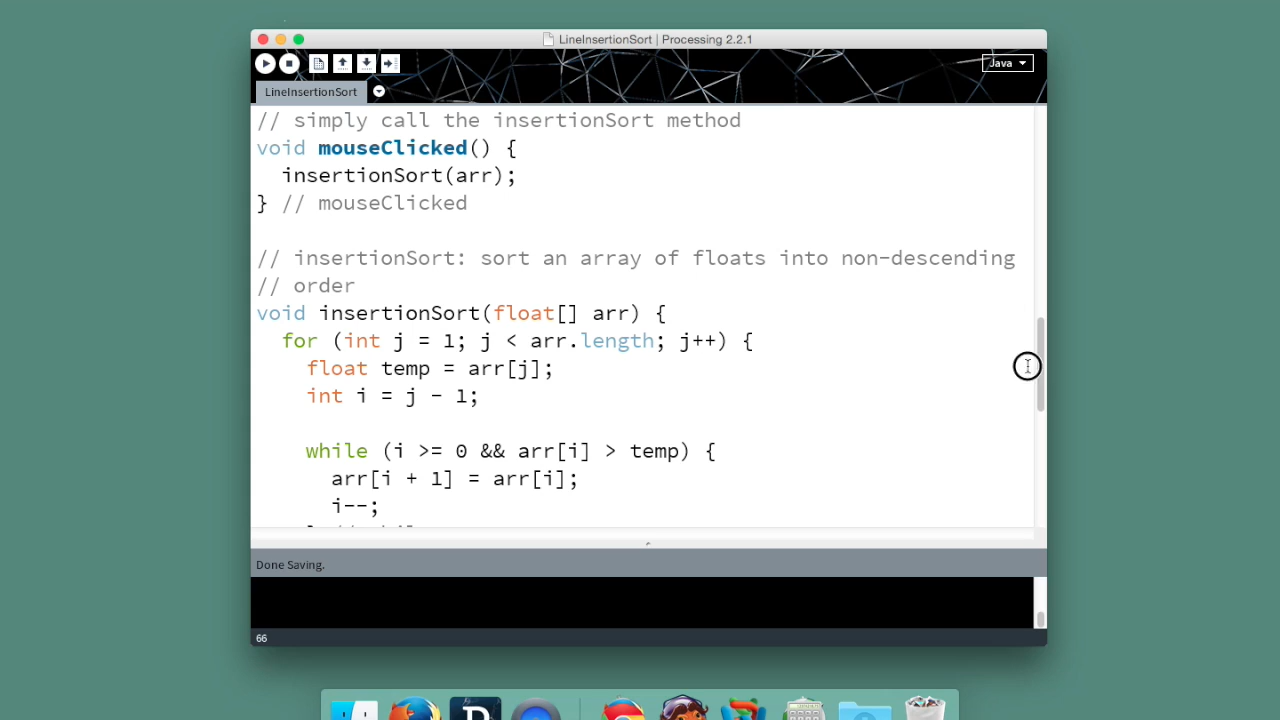 LineInsertionSort | Processing 2.2.1
Java
LineInsertionSort
// simply call the insertionSort method
void mouseClicked() {
  insertionSort(arr);
} // mouseClicked
// insertionSort: sort an array of floats into non-descending
// order
void insertionSort(float[] arr) {
  for (int j = 1; j < arr.length; j++) {
    float temp = arr[j];
    int i = j - 1;
    while (i >= 0 && arr[i] > temp) {
      arr[i + 1] = arr[i];
      i--;
Done Saving.
66